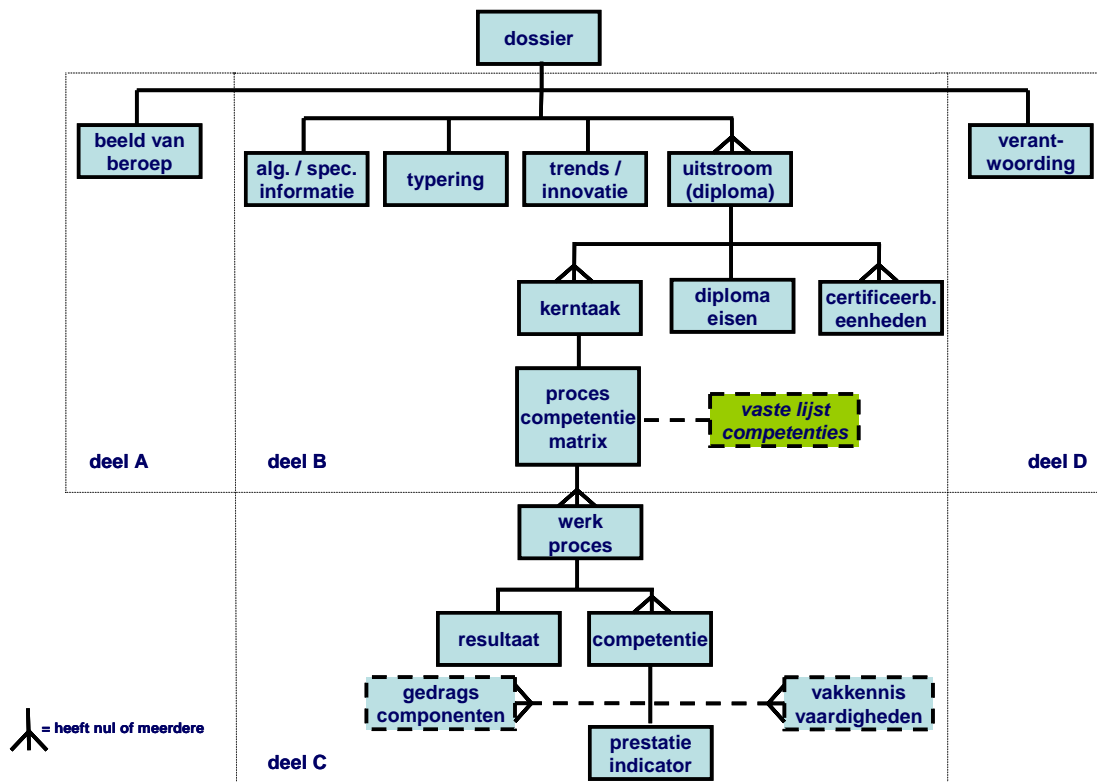 dossier
beeld van
beroep
alg. / spec.
informatie
typering
trends /
innovatie
uitstroom
(diploma)
verant-
woording
kerntaak
diploma
eisen
certificeerb.
eenheden
proces
competentie
matrix
vaste lijst
competenties
deel A
deel B
deel D
werk
proces
resultaat
competentie
gedrags
componenten
vakkennis
vaardigheden
= heeft nul of meerdere
prestatie
indicator
deel C